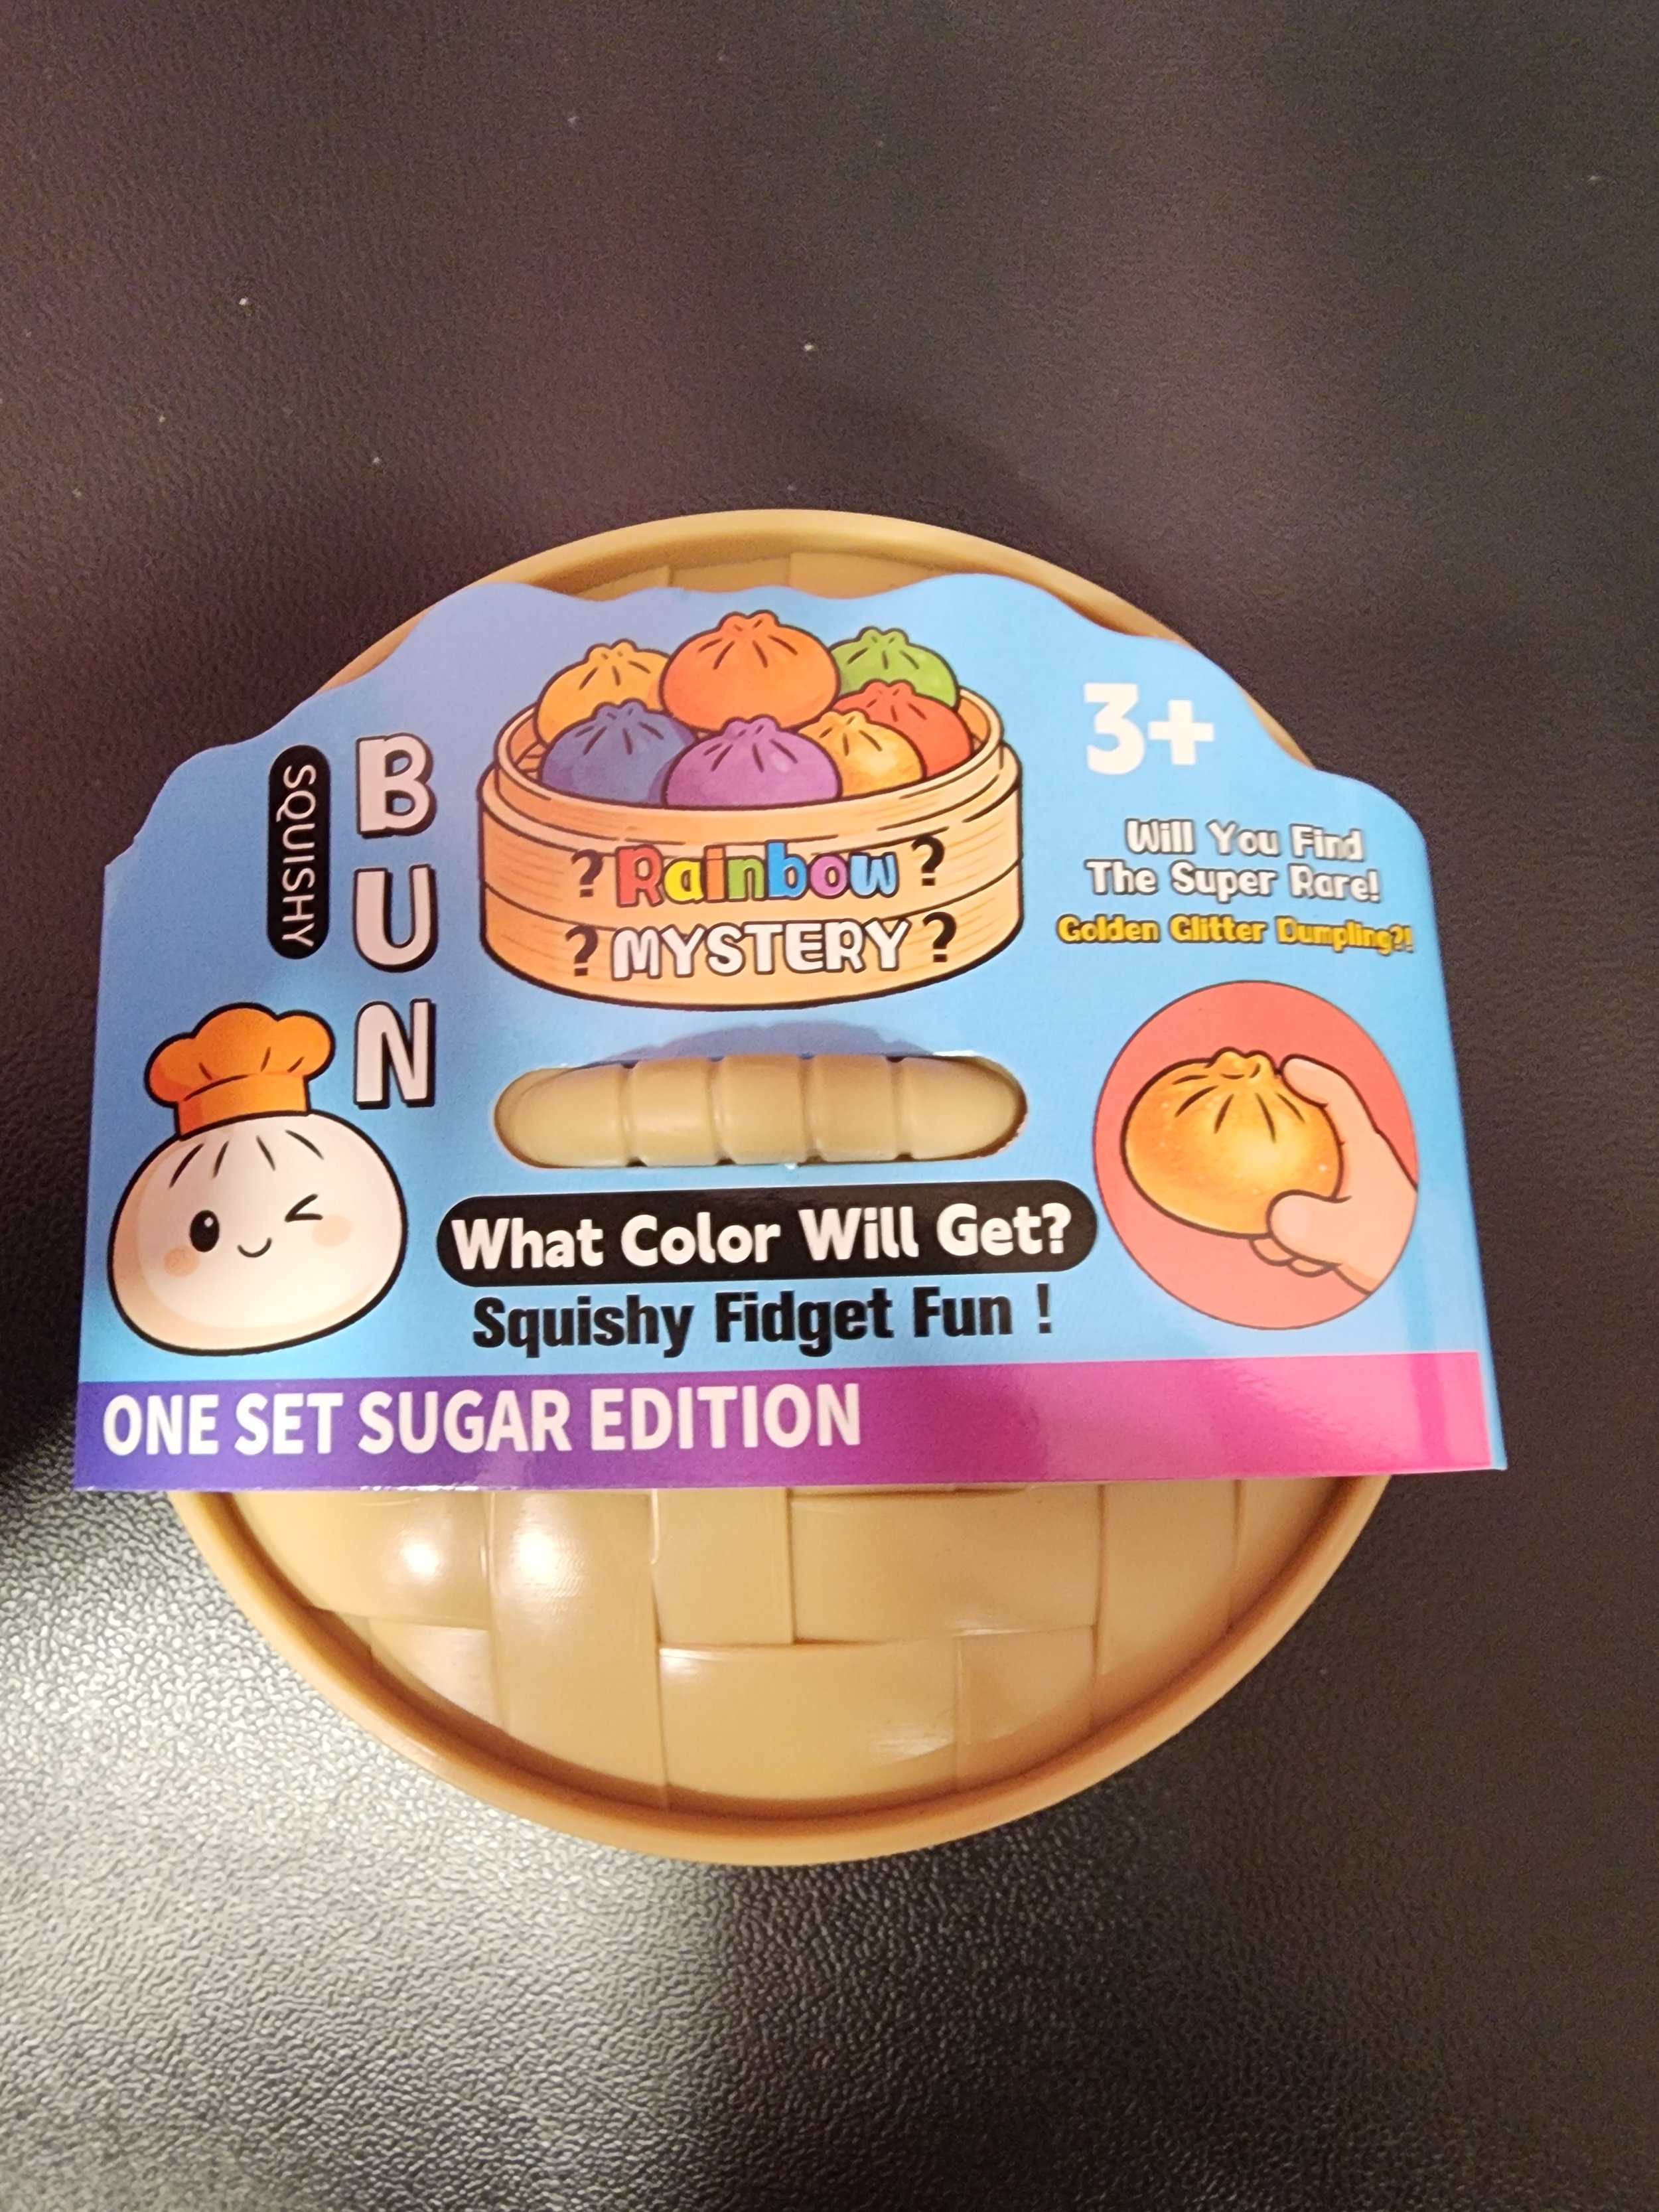 SQUISHY
BUN
?Rainbow?
?MYSTERY?
3+
Will You Find
The Super Rare!
Golden Glitter Dumpling?!
What Color Will Get?
Squishy Fidget Fun !
ONE SET SUGAR EDITION